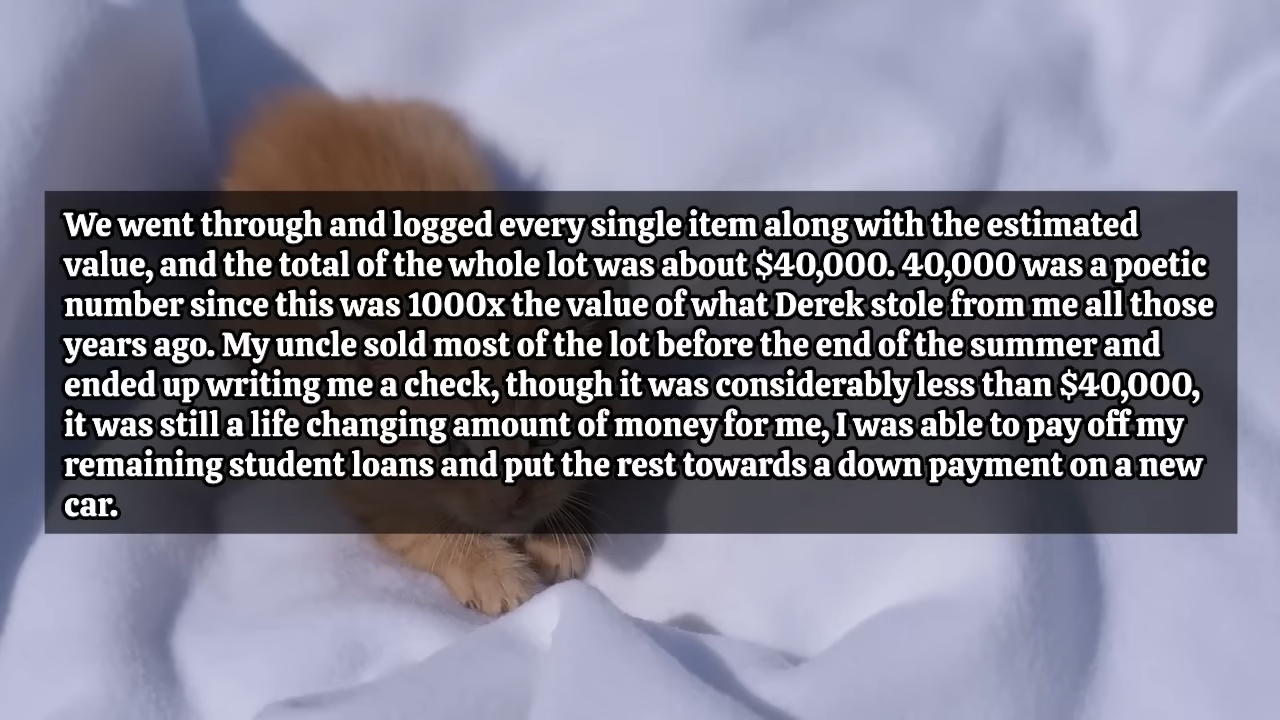 We went through and logged every single item along with the estimated
value, and the total of the whole lot was about $40,000. 40,000 was a poetic
number since this was 1000x the value of what Derek stole from me all those
years ago. My uncle sold most of the lot before the end of the summer and
ended up writing me a check, though it was considerably less than $40,000,
it was still a life changing amount of money for me, I was able to pay off my
remaining student loans and put the rest towards a down payment on a new
car.